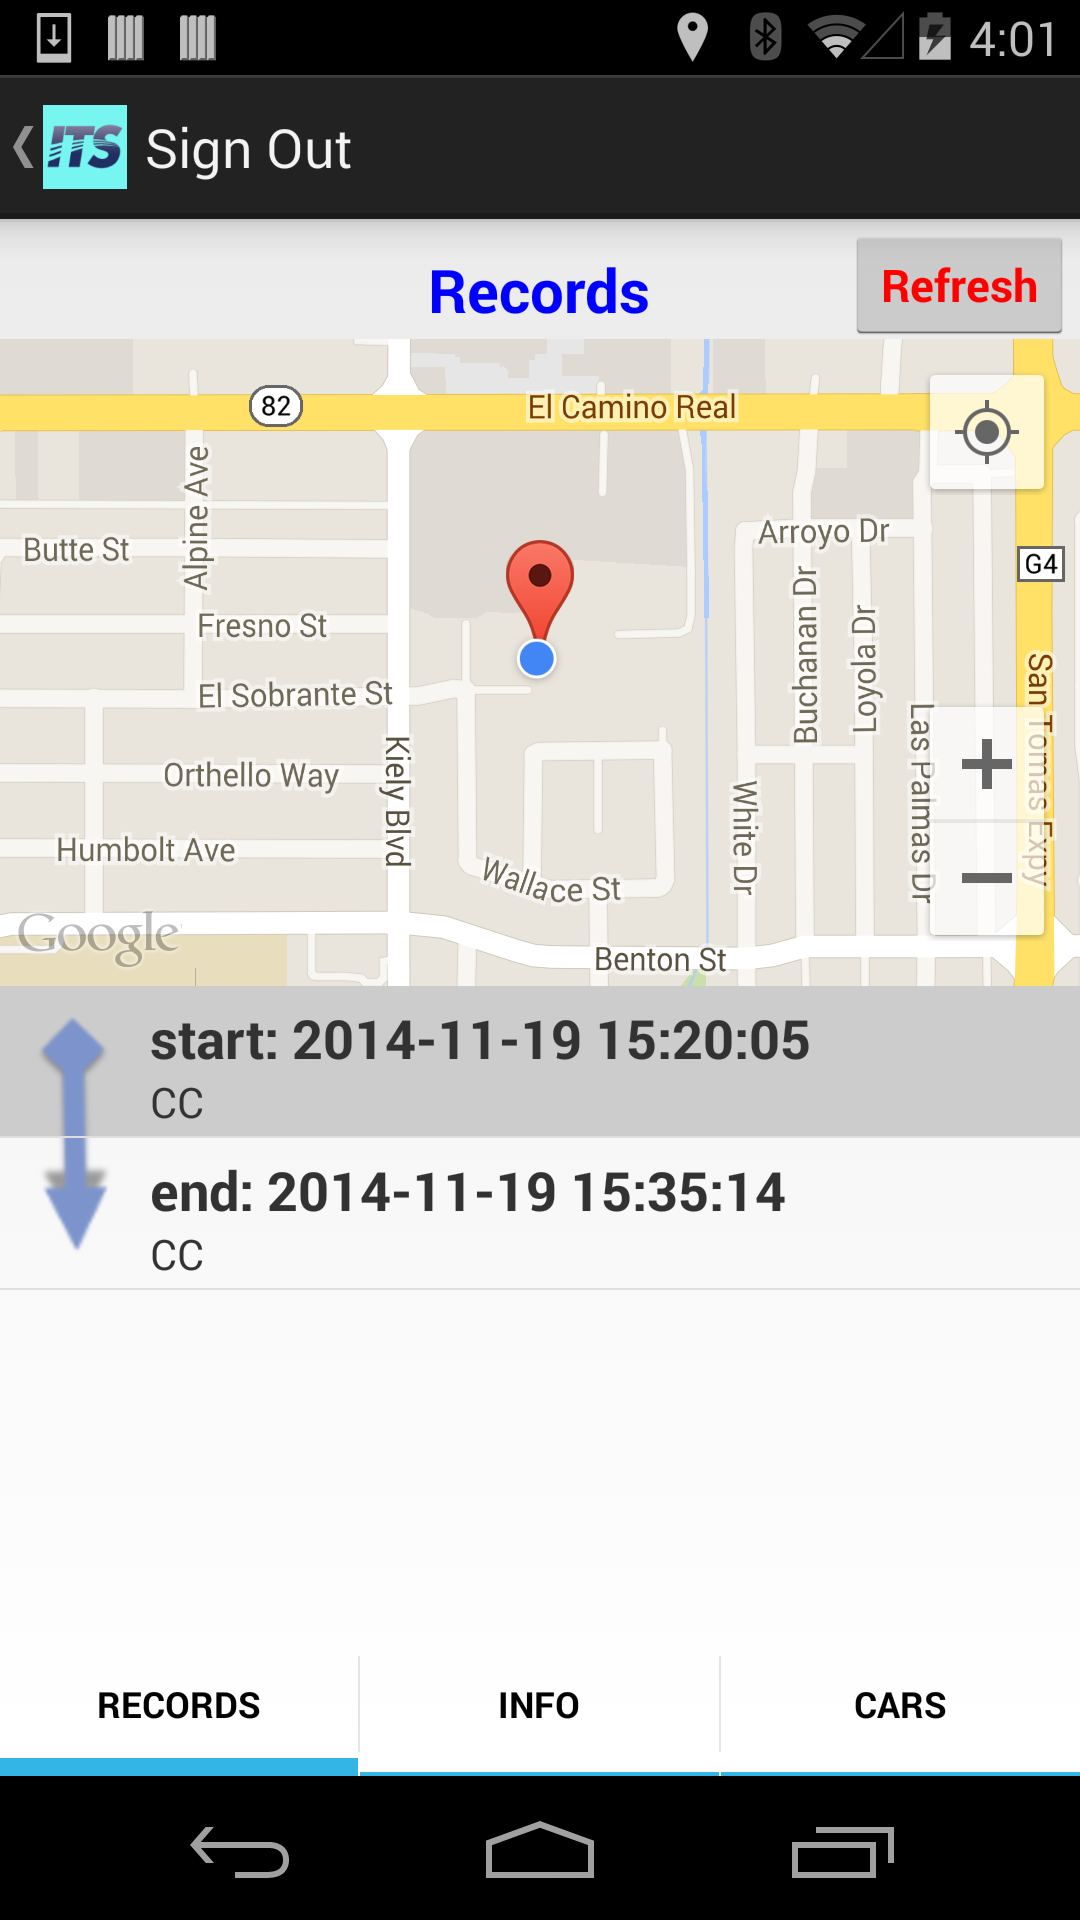 4:01
ITS Sign Out
Records
Refresh
82
El Camino Real
Alpine Ave
Butte St
Arroyo Dr
G4
Fresno St
Buchanan Dr
Loyola Dr
El Sobrante St
San Tomas Expy
Las Palmas Dr
Kiely Blvd
Orthello Way
White Dr
Humbolt Ave
Wallace St
Google
Benton St
start: 2014-11-19 15:20:05
CC
end: 2014-11-19 15:35:14
CC
RECORDS
INFO
CARS